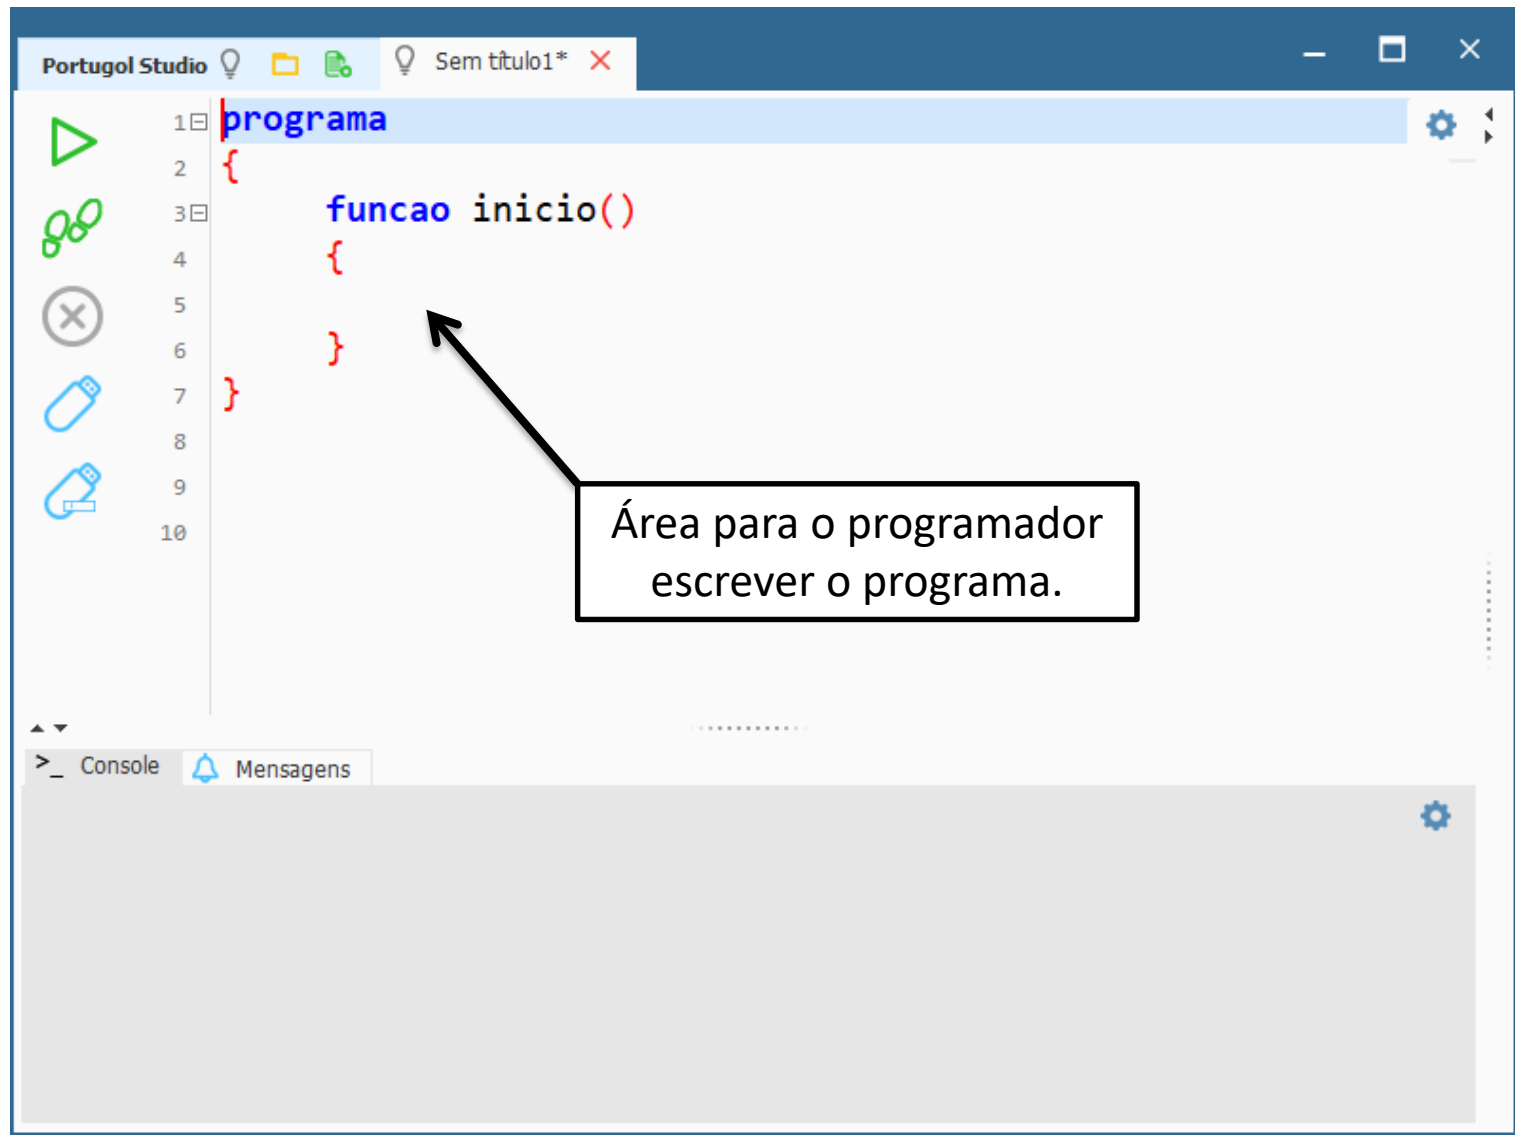 Portugol Studio
Sem título1*
1 programa
2 {
3 funcao inicio()
4 {
5
6 }
7 }
8
9
10
Área para o programador
escrever o programa.
>_ Console
Mensagens